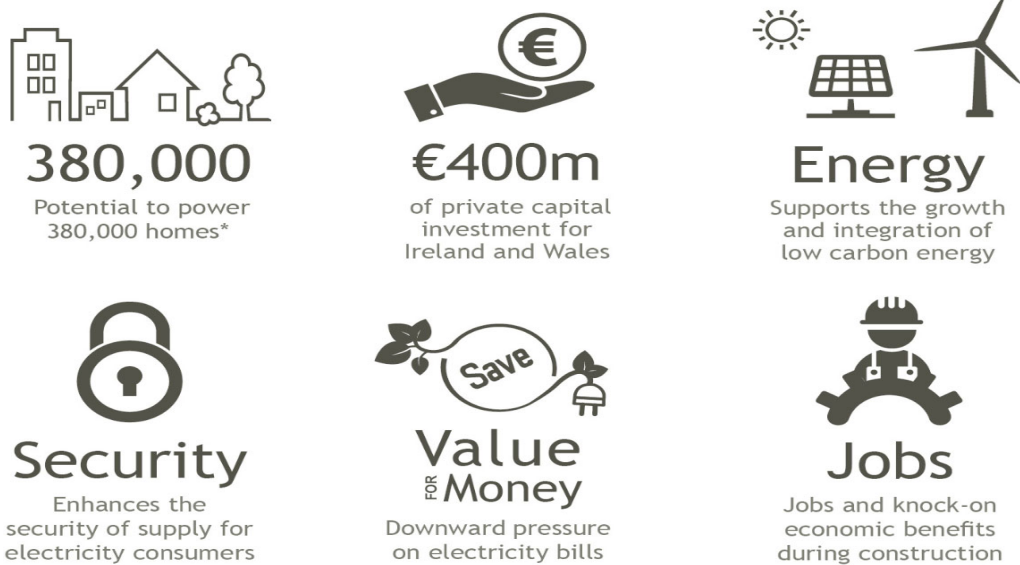 380,000
Potential to power
380,000 homes*
€
€400m
of private capital
investment for
Ireland and Wales
Energy
Supports the growth
and integration of
low carbon energy
Security
Enhances the
security of supply for
electricity consumers
Save
Value
FOR Money
Downward pressure
on electricity bills
Jobs
Jobs and knock-on
economic benefits
during construction